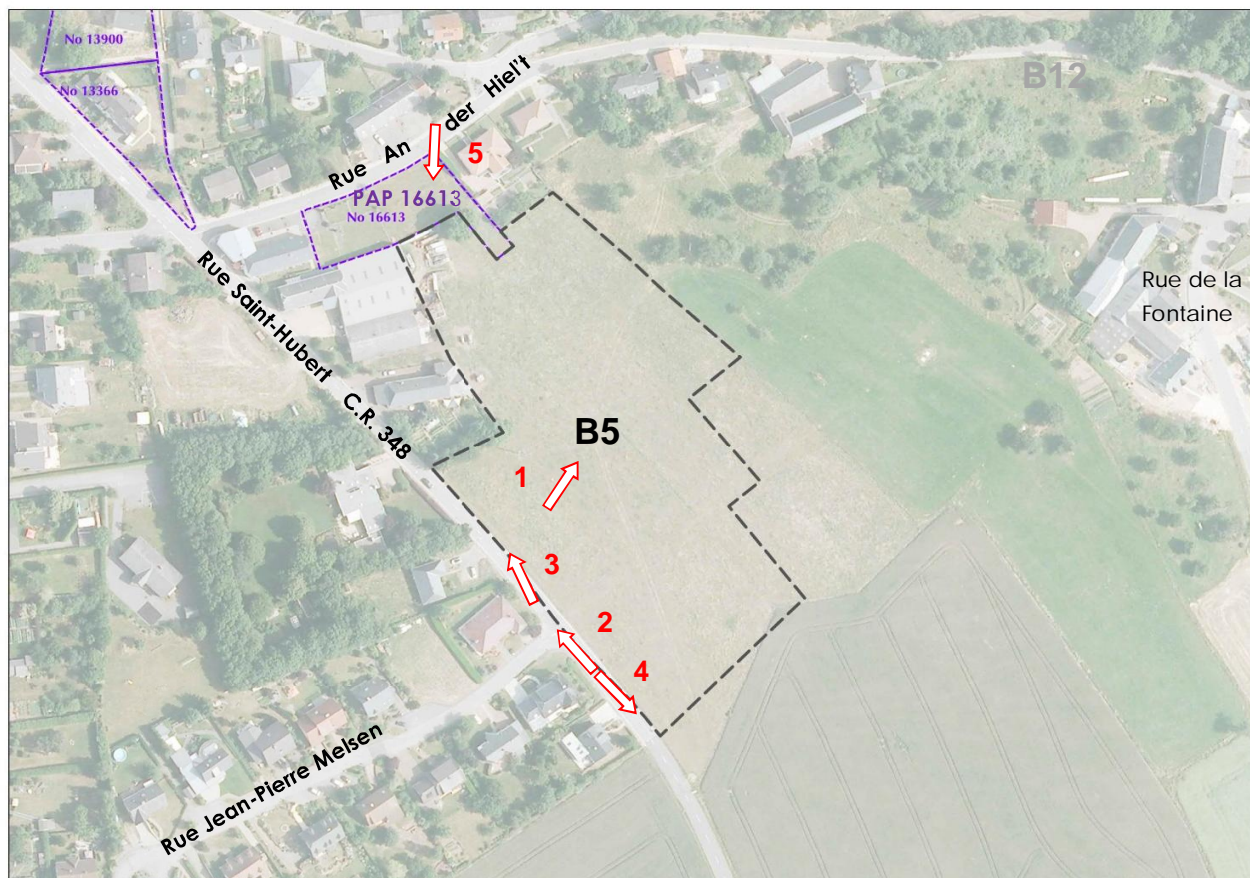 No 13900
No 13366
B12
Rue An der Hiel't
5
PAP 16613
No 16613
Rue Saint-Hubert C.R. 348
Rue de la
Fontaine
B5
1
3
2
4
Rue Jean-Pierre Melsen